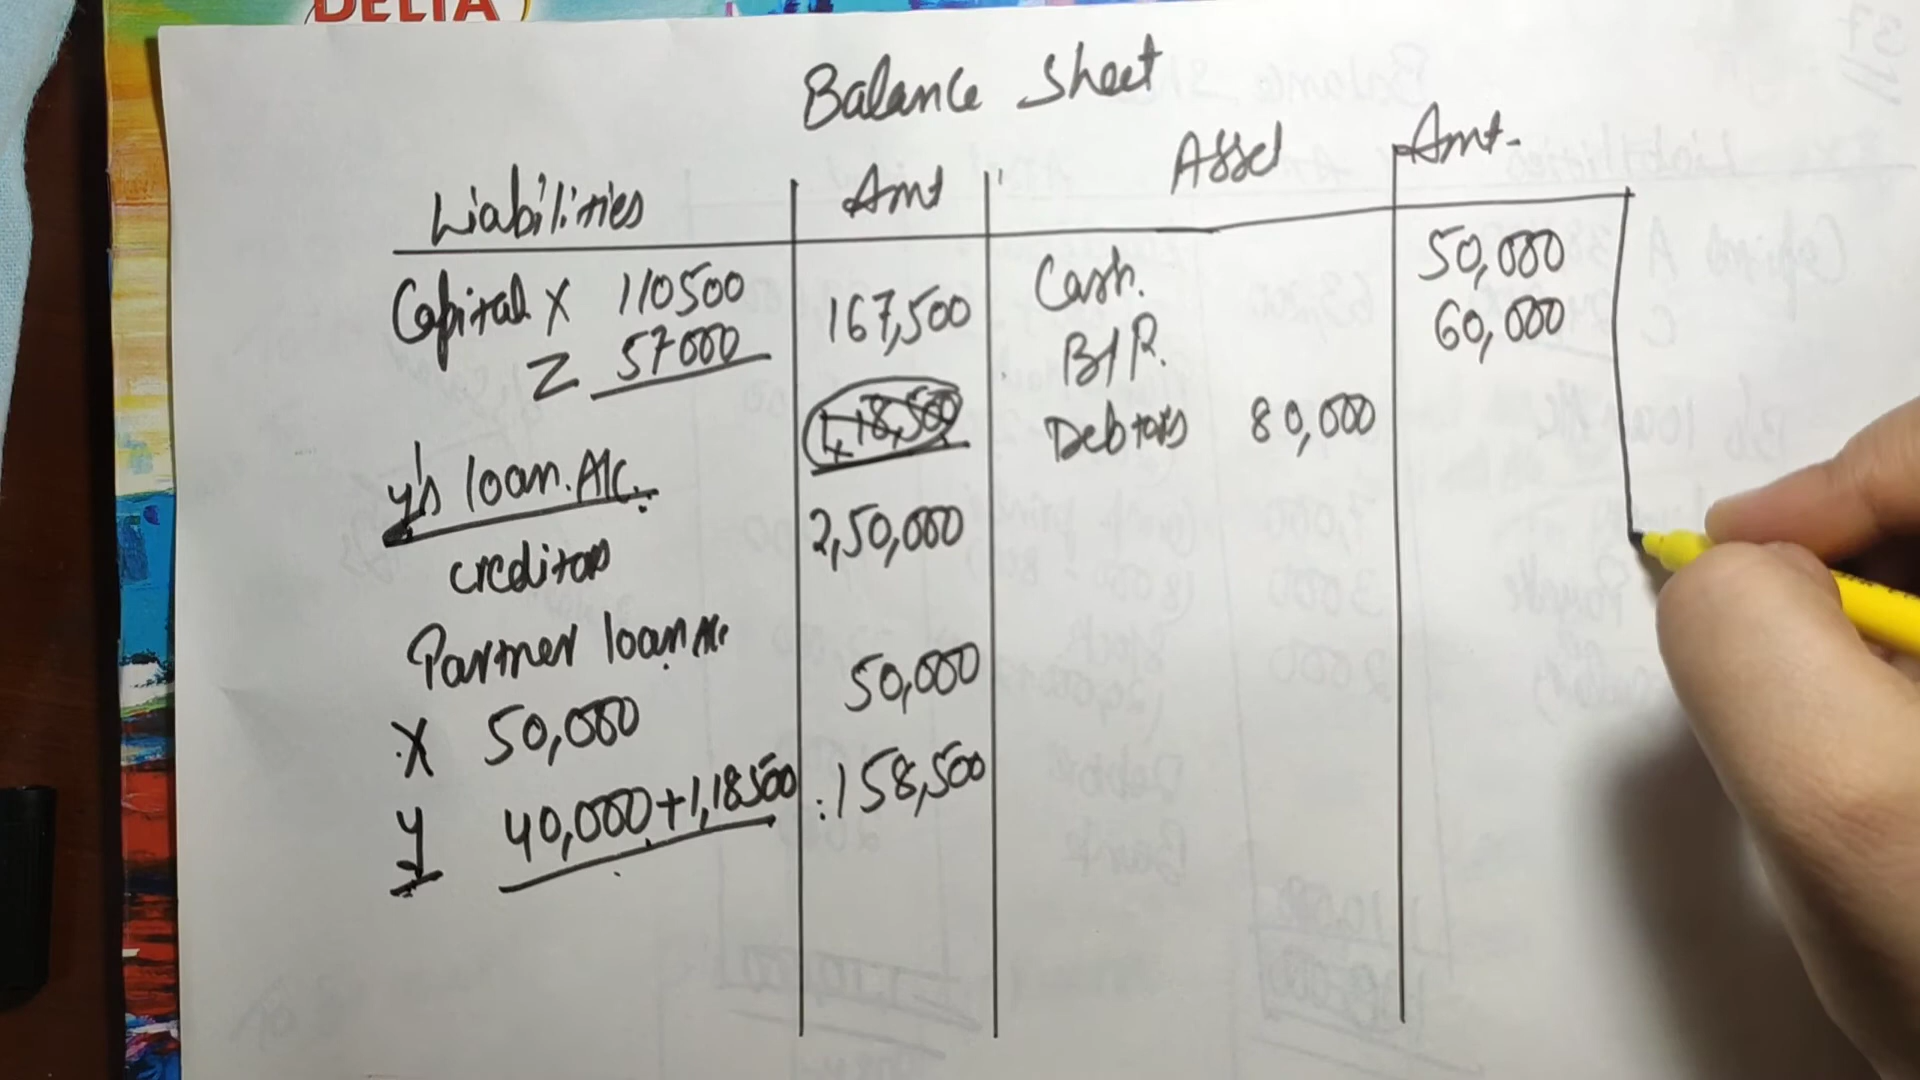 DELTA
Balance Sheet
Liabilities Amt Asset Amt.
Capital X 110500 167,500 Cash. 50,000
Z 57000 B/R. 60,000
1,18,500 Debtors 80,000
y's loan. A/c.
creditors 2,50,000
Partner loan A/c
X 50,000 50,000
y 40,000+1,18500 158,500